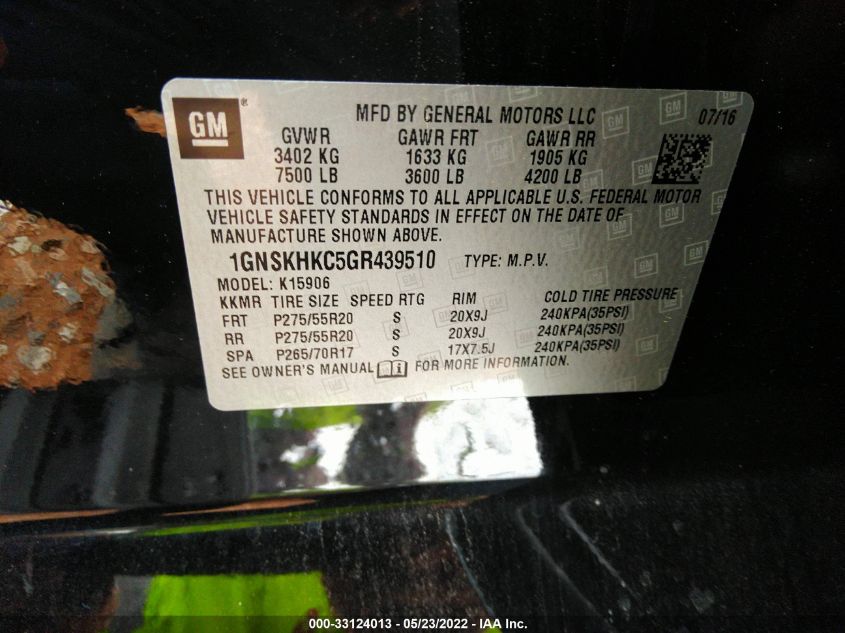 GM®
MFD BY GENERAL MOTORS LLC 07/16
GVWR GAWR FRT GAWR RR
3402 KG 1633 KG 1905 KG
7500 LB 3600 LB 4200 LB
THIS VEHICLE CONFORMS TO ALL APPLICABLE U.S. FEDERAL MOTOR
VEHICLE SAFETY STANDARDS IN EFFECT ON THE DATE OF
MANUFACTURE SHOWN ABOVE.
1GNSKHKC5GR439510 TYPE: M.P.V.
MODEL: K15906
KKMR TIRE SIZE SPEED RTG RIM COLD TIRE PRESSURE
FRT P275/55R20 S 20X9J 240KPA(35PSI)
RR P275/55R20 S 20X9J 240KPA(35PSI)
SPA P265/70R17 S 17X7.5J 240KPA(35PSI)
SEE OWNER'S MANUAL i FOR MORE INFORMATION.
000-33124013 - 05/23/2022 - IAA Inc.